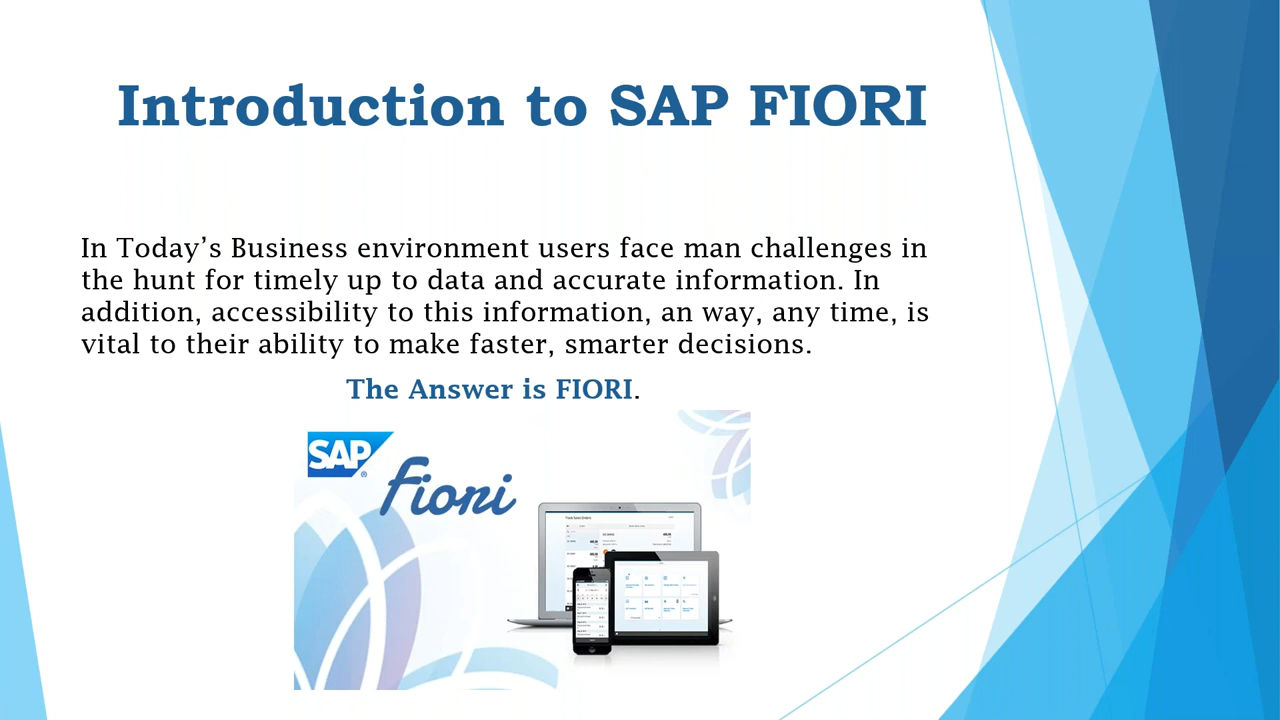 Introduction to SAP FIORI
In Today’s Business environment users face man challenges in
the hunt for timely up to data and accurate information. In
addition, accessibility to this information, an way, any time, is
vital to their ability to make faster, smarter decisions.
The Answer is FIORI.
SAP
Fiori